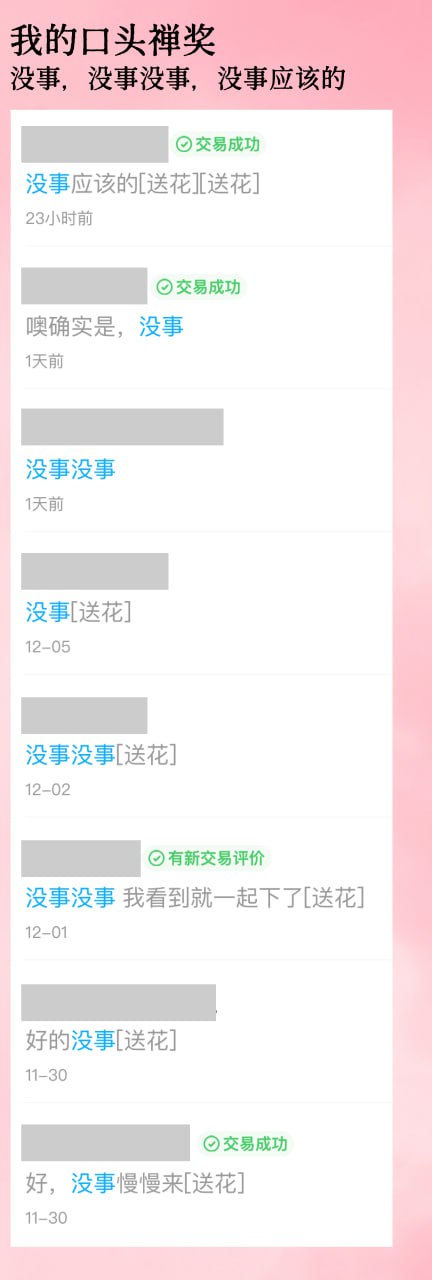 我的口头禅奖
没事，没事没事，没事应该的
交易成功
没事应该的[送花][送花]
23小时前
交易成功
噢确实是，没事
1天前
没事没事
1天前
没事[送花]
12-05
没事没事[送花]
12-02
有新交易评价
没事没事 我看到就一起下了[送花]
12-01
好的没事[送花]
11-30
交易成功
好，没事慢慢来[送花]
11-30